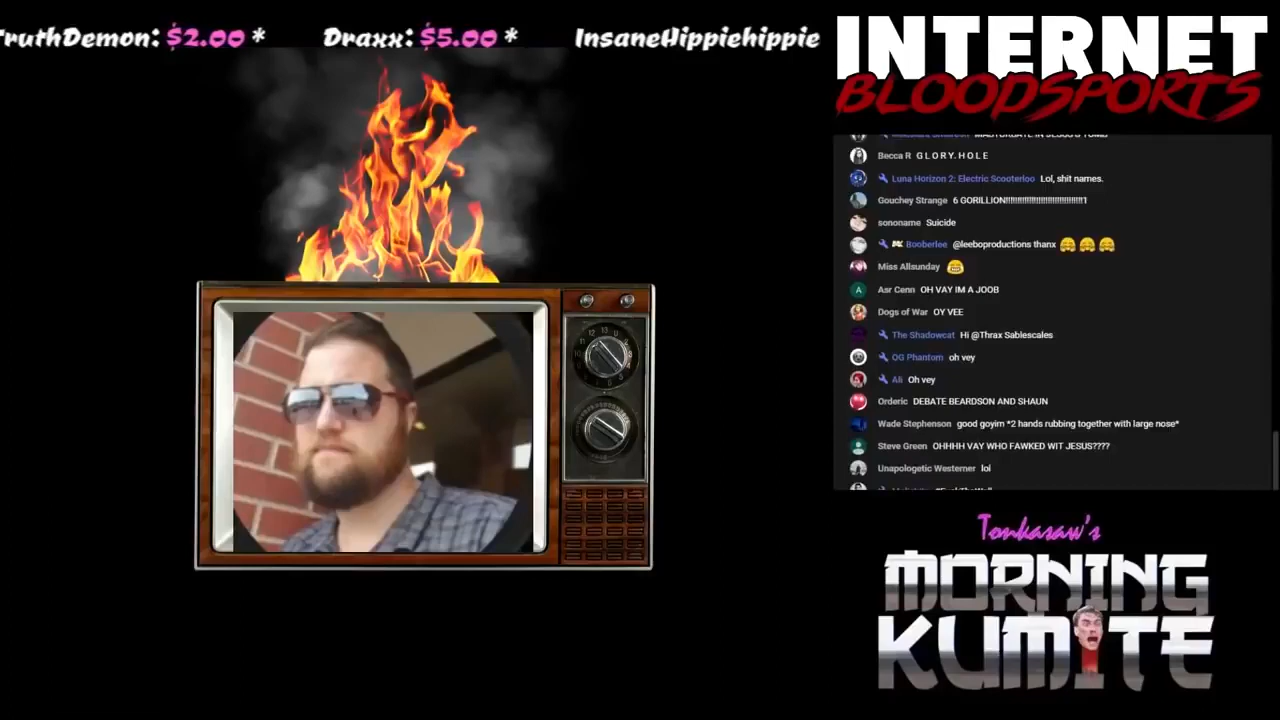 TruthDemon: $2.00 * Draxx: $5.00 * InsaneHippiehippie
INTERNET
BLOODSPORTS
MASTURBATE IN JESUS'S TOMB
Becca R G L O R Y. H O L E
Luna Horizon 2: Electric Scooterloo Lol, shit names.
Gouchey Strange 6 GORILLION!!!!!!!!!!!!!!!!!!!!!!!!!!!!!!!!!!1
sononame Suicide
Booberlee @leeboproductions thanx 🤗🤗🤗
Miss Allsunday 😂
A Asr Cenn OH VAY IM A JOOB
Dogs of War OY VEE
The Shadowcat Hi @Thrax Sablescales
OG Phantom oh vey
Ali Oh vey
Orderic DEBATE BEARDSON AND SHAUN
Wade Stephenson good goyim *2 hands rubbing together with large nose*
Steve Green OHHHH VAY WHO FAWKED WIT JESUS????
Unapologetic Westerner lol
Tonkasaw's
MORNING
KUMITE